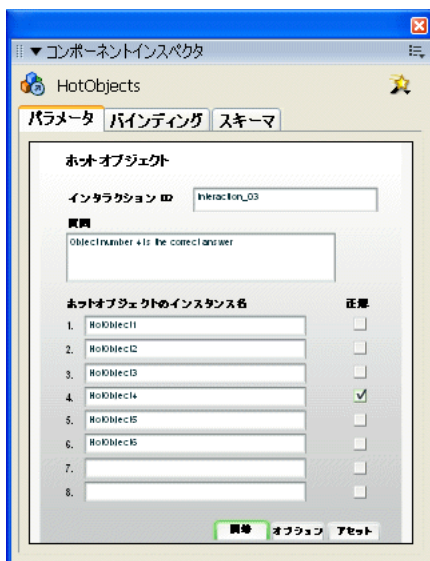 ▼ コンポーネントインスペクタ
HotObjects
パラメータ バインディング スキーマ
ホットオブジェクト
インタラクション ID Interaction_03
質問
Object number 4 is the correct answer
ホットオブジェクトのインスタンス名 正解
1. HotObject1
2. HotObject2
3. HotObject3
4. HotObject4
5. HotObject5
6. HotObject6
7.
8.
開始 オプション アセット